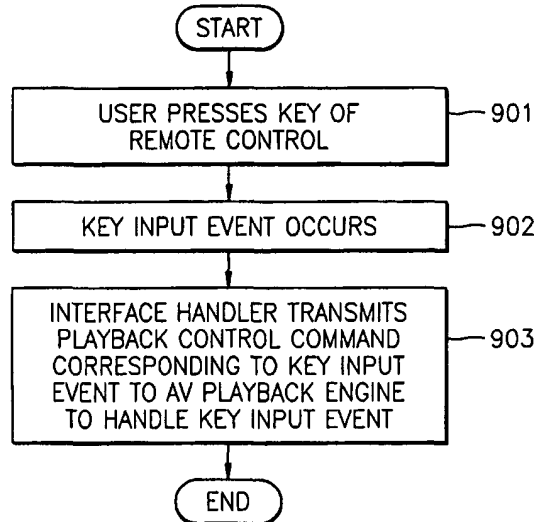 START
USER PRESSES KEY OF
REMOTE CONTROL
901
KEY INPUT EVENT OCCURS
902
INTERFACE HANDLER TRANSMITS
PLAYBACK CONTROL COMMAND
CORRESPONDING TO KEY INPUT
EVENT TO AV PLAYBACK ENGINE
TO HANDLE KEY INPUT EVENT
903
END